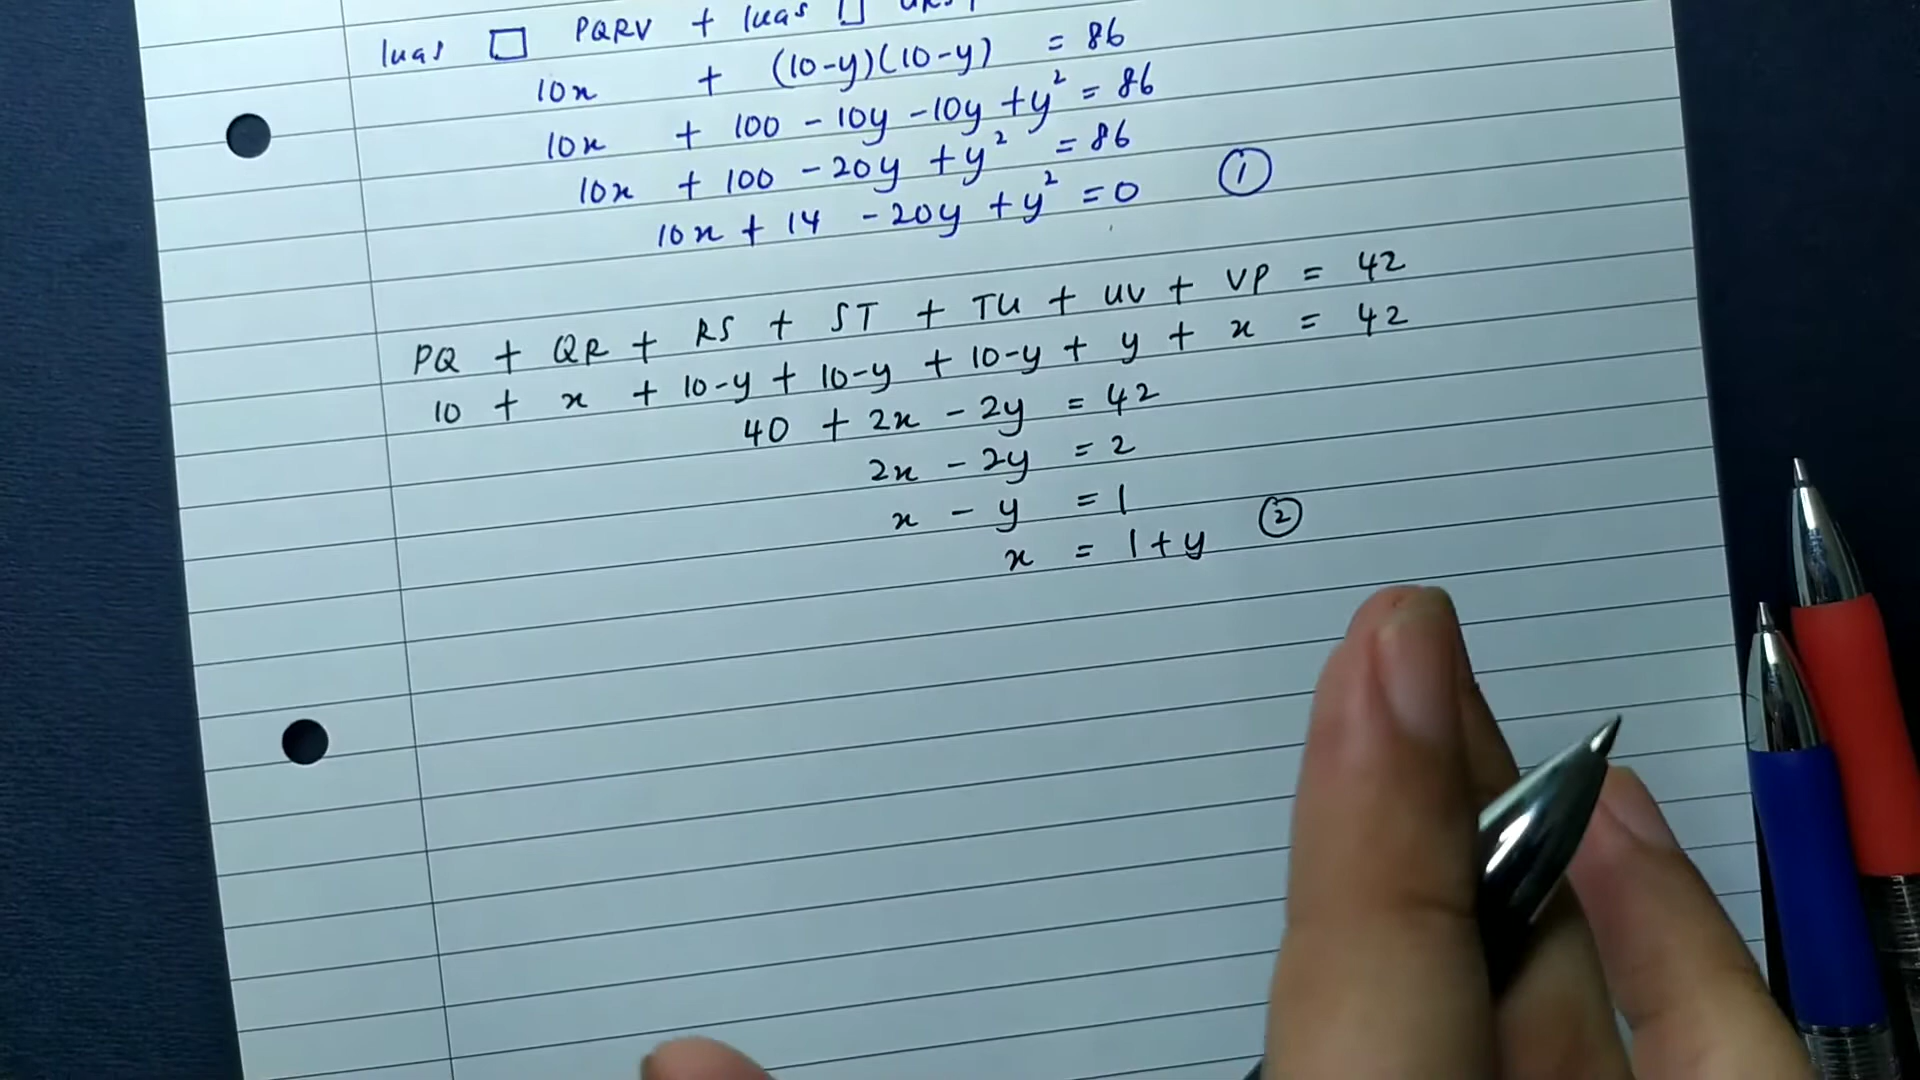 luas □ PQRV + luas □
10x + (10-y)(10-y) = 86
10x + 100 - 10y - 10y + y² = 86
10x + 100 - 20y + y² = 86
10x + 14 - 20y + y² = 0 ①
PQ + QR + RS + ST + TU + UV + VP = 42
10 + x + 10-y + 10-y + 10-y + y + x = 42
40 + 2x - 2y = 42
2x - 2y = 2
x - y = 1
x = 1+y ②